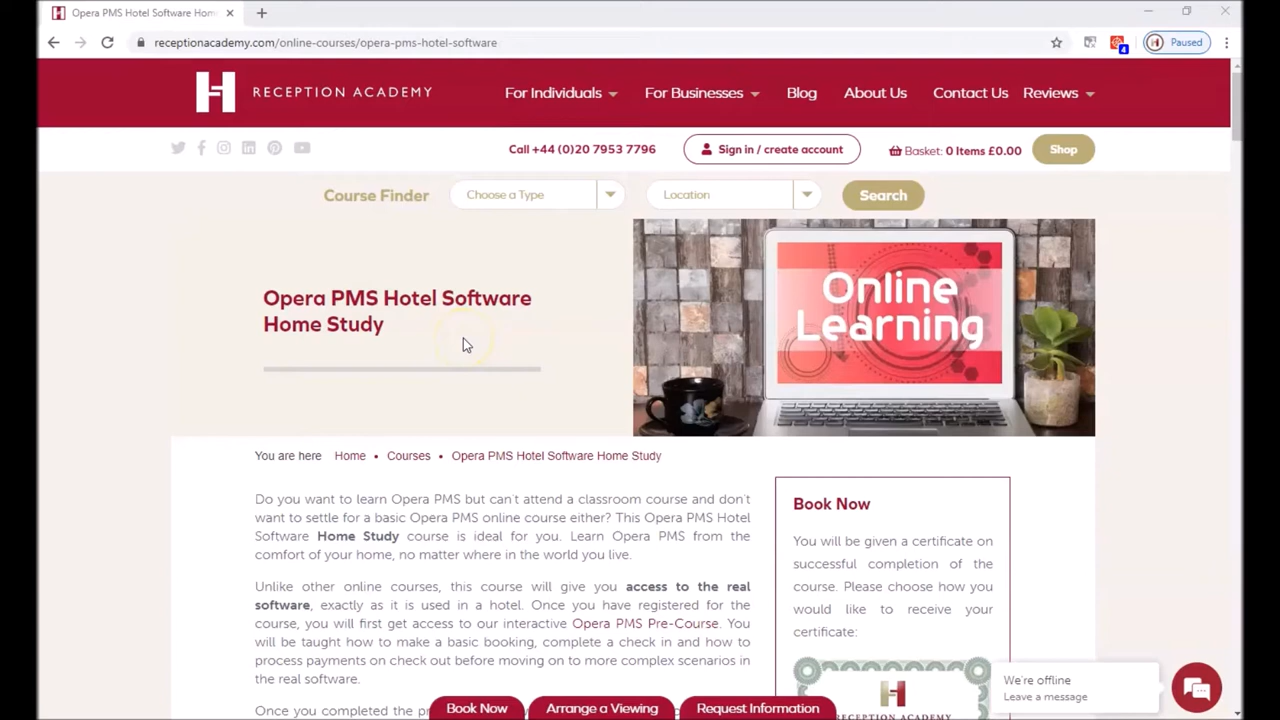 Opera PMS Hotel Software Hom
receptionacademy.com/online-courses/opera-pms-hotel-software
4
H
Paused
H RECEPTION ACADEMY
For Individuals
For Businesses
Blog
About Us
Contact Us
Reviews
Call +44 (0)20 7953 7796
Sign in / create account
Basket: 0 Items £0.00
Shop
Course Finder
Choose a Type
Location
Search
Opera PMS Hotel Software
Home Study
Online
Learning
You are here Home • Courses • Opera PMS Hotel Software Home Study
Do you want to learn Opera PMS but can't attend a classroom course and don't
want to settle for a basic Opera PMS online course either? This Opera PMS Hotel
Software Home Study course is ideal for you. Learn Opera PMS from the
comfort of your home, no matter where in the world you live.
Unlike other online courses, this course will give you access to the real
software, exactly as it is used in a hotel. Once you have registered for the
course, you will first get access to our interactive Opera PMS Pre-Course. You
will be taught how to make a basic booking, complete a check in and how to
process payments on check out before moving on to more complex scenarios in
the real software.
Once you completed the pr
Book Now
You will be given a certificate on
successful completion of the
course. Please choose how you
would like to receive your
certificate:
H
RECEPTION ACADEMY
We're offline
Leave a message
Book Now
Arrange a Viewing
Request Information